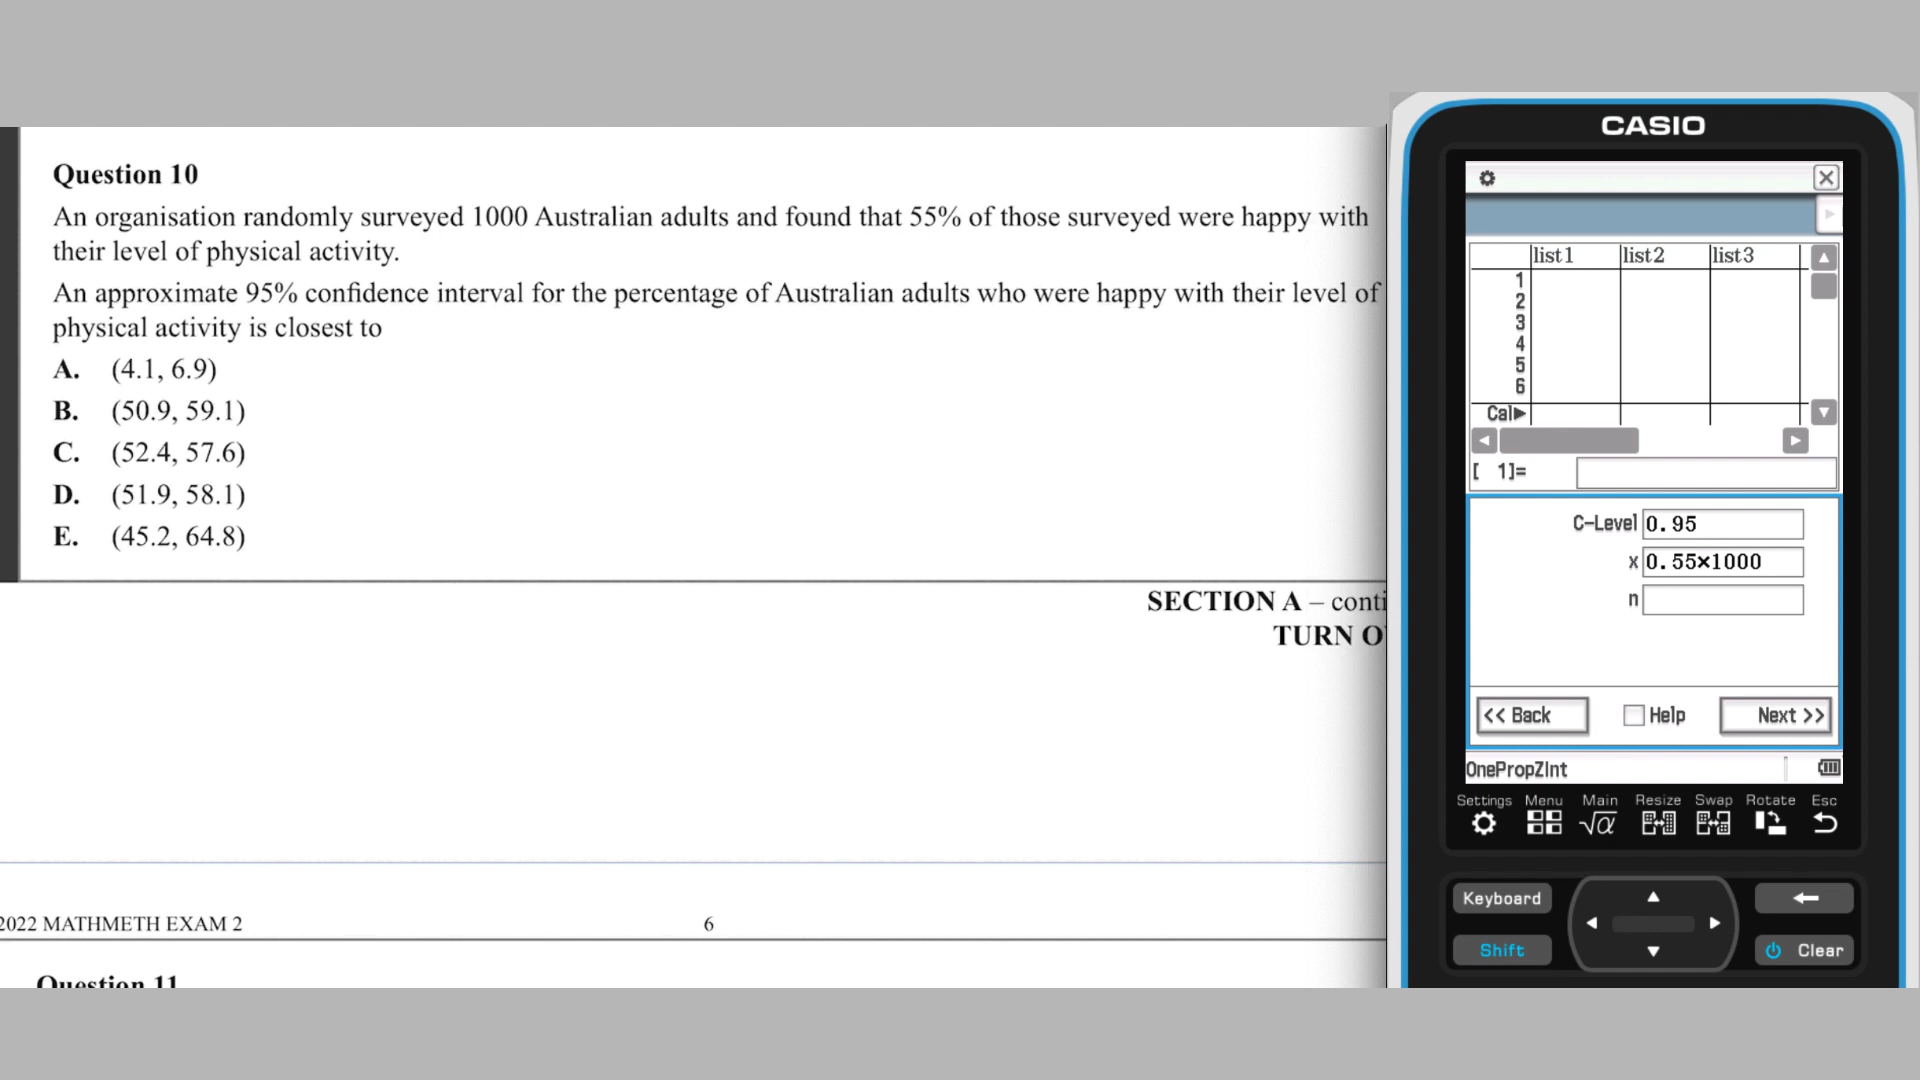 Question 10
An organisation randomly surveyed 1000 Australian adults and found that 55% of those surveyed were happy with
their level of physical activity.
An approximate 95% confidence interval for the percentage of Australian adults who were happy with their level of
physical activity is closest to
A. (4.1, 6.9)
B. (50.9, 59.1)
C. (52.4, 57.6)
D. (51.9, 58.1)
E. (45.2, 64.8)
SECTION A – conti
TURN O
2022 MATHMETH EXAM 2
6
Question 11
CASIO
list1 list2 list3
1
2
3
4
5
6
Cal▶
[ 1]=
C-Level 0.95
x 0.55×1000
n
<< Back Help Next >>
OnePropZInt
Settings Menu Main Resize Swap Rotate Esc
√α
Keyboard
Shift
Clear